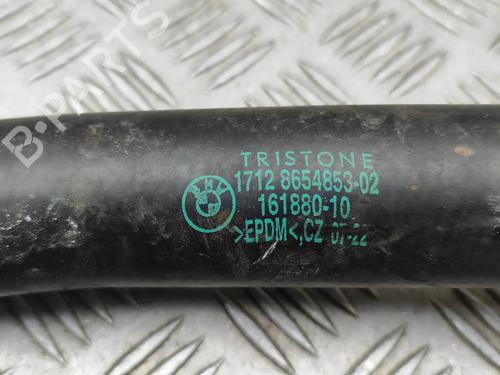 B-PARTS
TRISTONE
1712 8654853-02
161880-10
>EPDM<,CZ 07-22